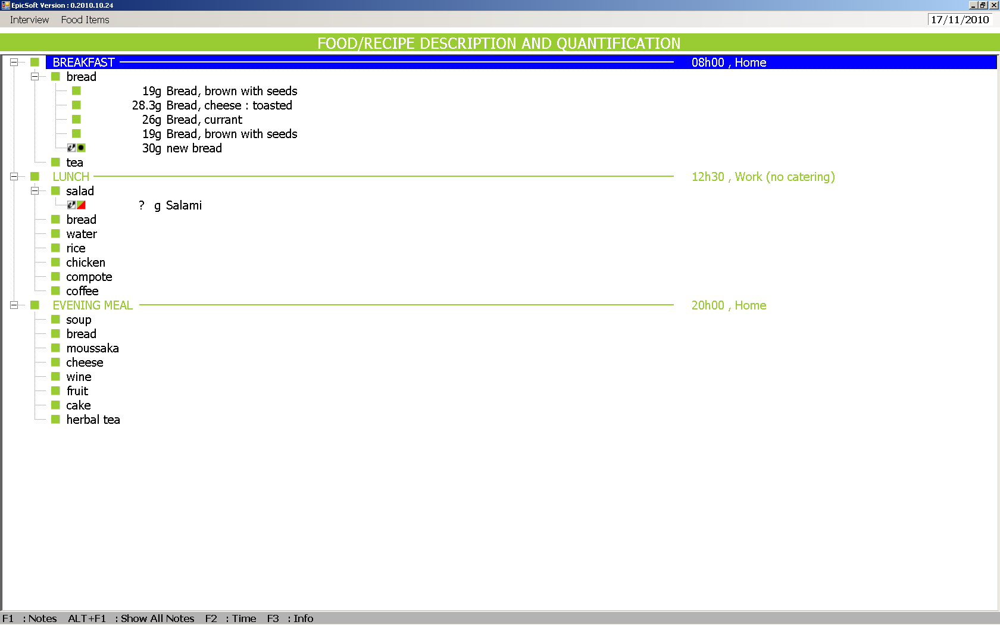 EpicSoft Version : 0.2010.10.24
Interview Food Items 17/11/2010
FOOD/RECIPE DESCRIPTION AND QUANTIFICATION
BREAKFAST 08h00 , Home
bread
19g Bread, brown with seeds
28.3g Bread, cheese : toasted
26g Bread, currant
19g Bread, brown with seeds
30g new bread
tea
LUNCH 12h30 , Work (no catering)
salad
? g Salami
bread
water
rice
chicken
compote
coffee
EVENING MEAL 20h00 , Home
soup
bread
moussaka
cheese
wine
fruit
cake
herbal tea
F1 : Notes ALT+F1 : Show All Notes F2 : Time F3 : Info